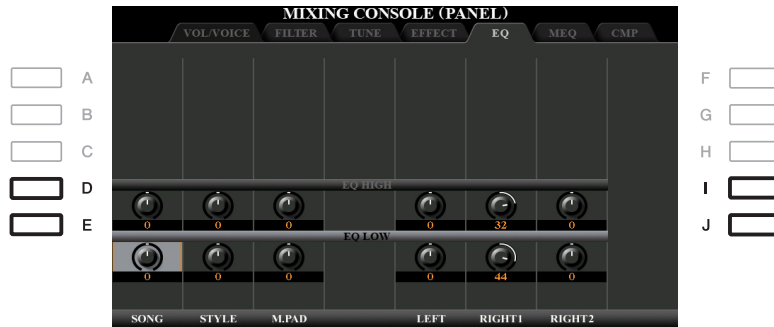 MIXING CONSOLE (PANEL)
VOL/VOICE FILTER TUNE EFFECT EQ MEQ CMP
A F
B G
C H
D I
E J
EQ HIGH
0 0 0 0 32 0
EQ LOW
0 0 0 0 44 0
SONG STYLE M.PAD LEFT RIGHT1 RIGHT2